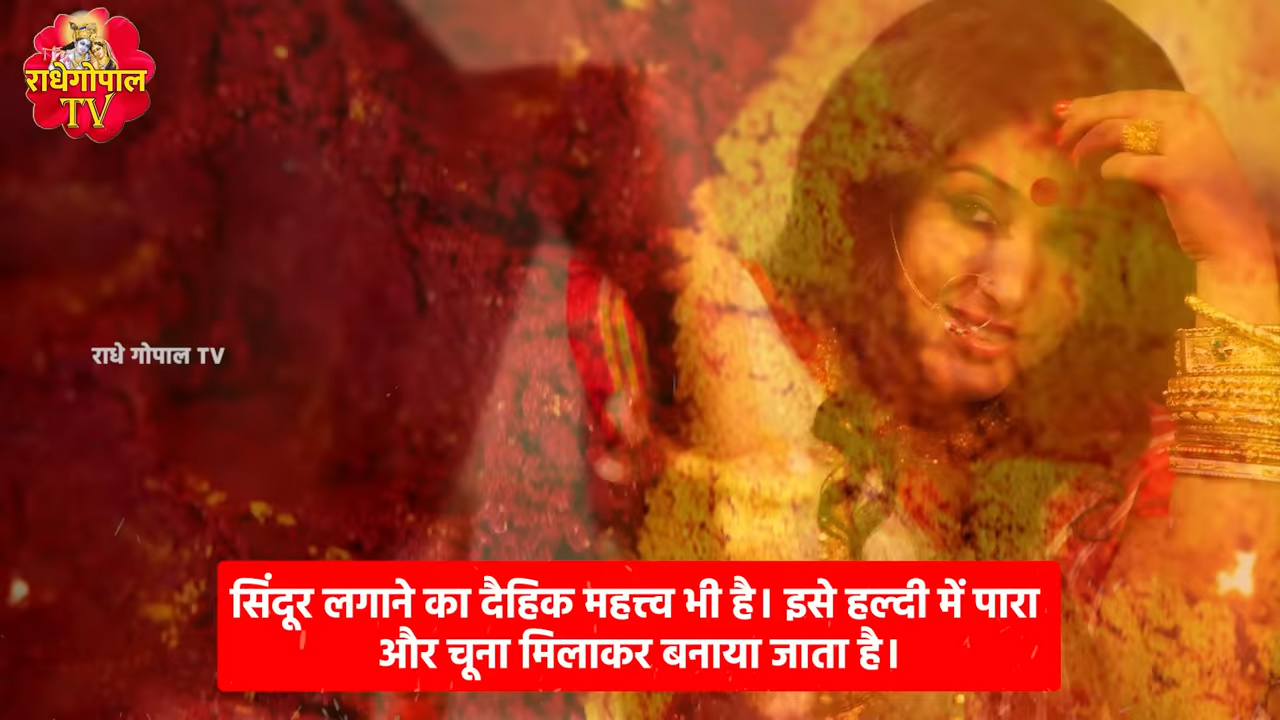 राधेगोपाल
TV
राधे गोपाल TV
सिंदूर लगाने का दैहिक महत्त्व भी है। इसे हल्दी में पारा
और चूना मिलाकर बनाया जाता है।